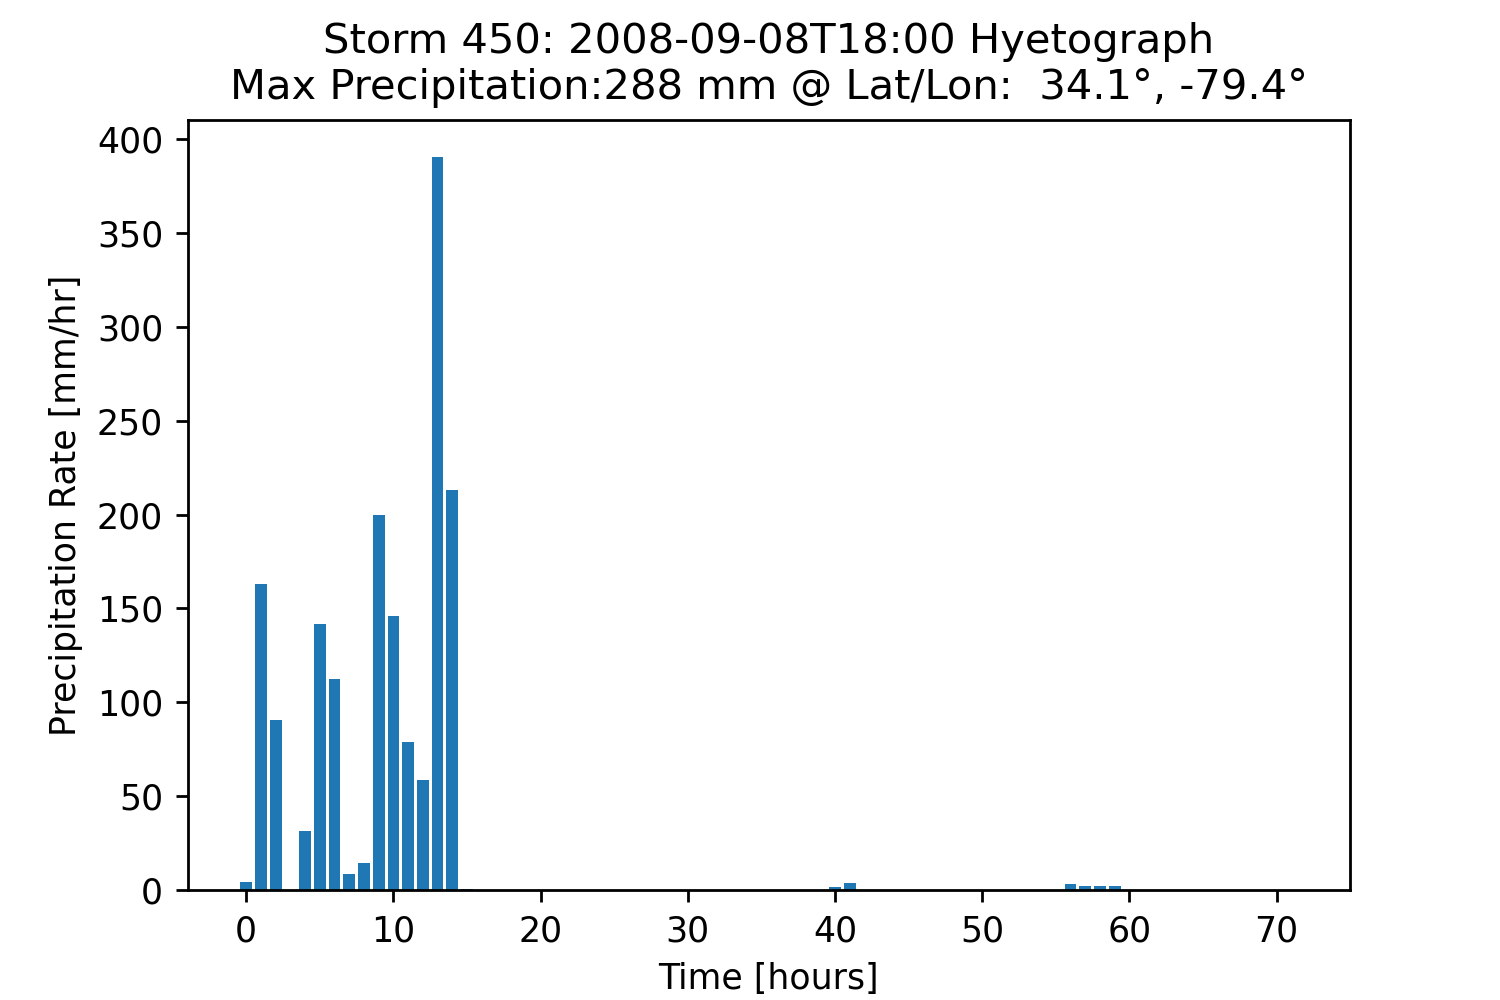 Storm 450: 2008-09-08T18:00 Hyetograph
Max Precipitation:288 mm @ Lat/Lon:  34.1°, -79.4°
400
350
300
250
200
150
100
50
0
Precipitation Rate [mm/hr]
0 10 20 30 40 50 60 70
Time [hours]